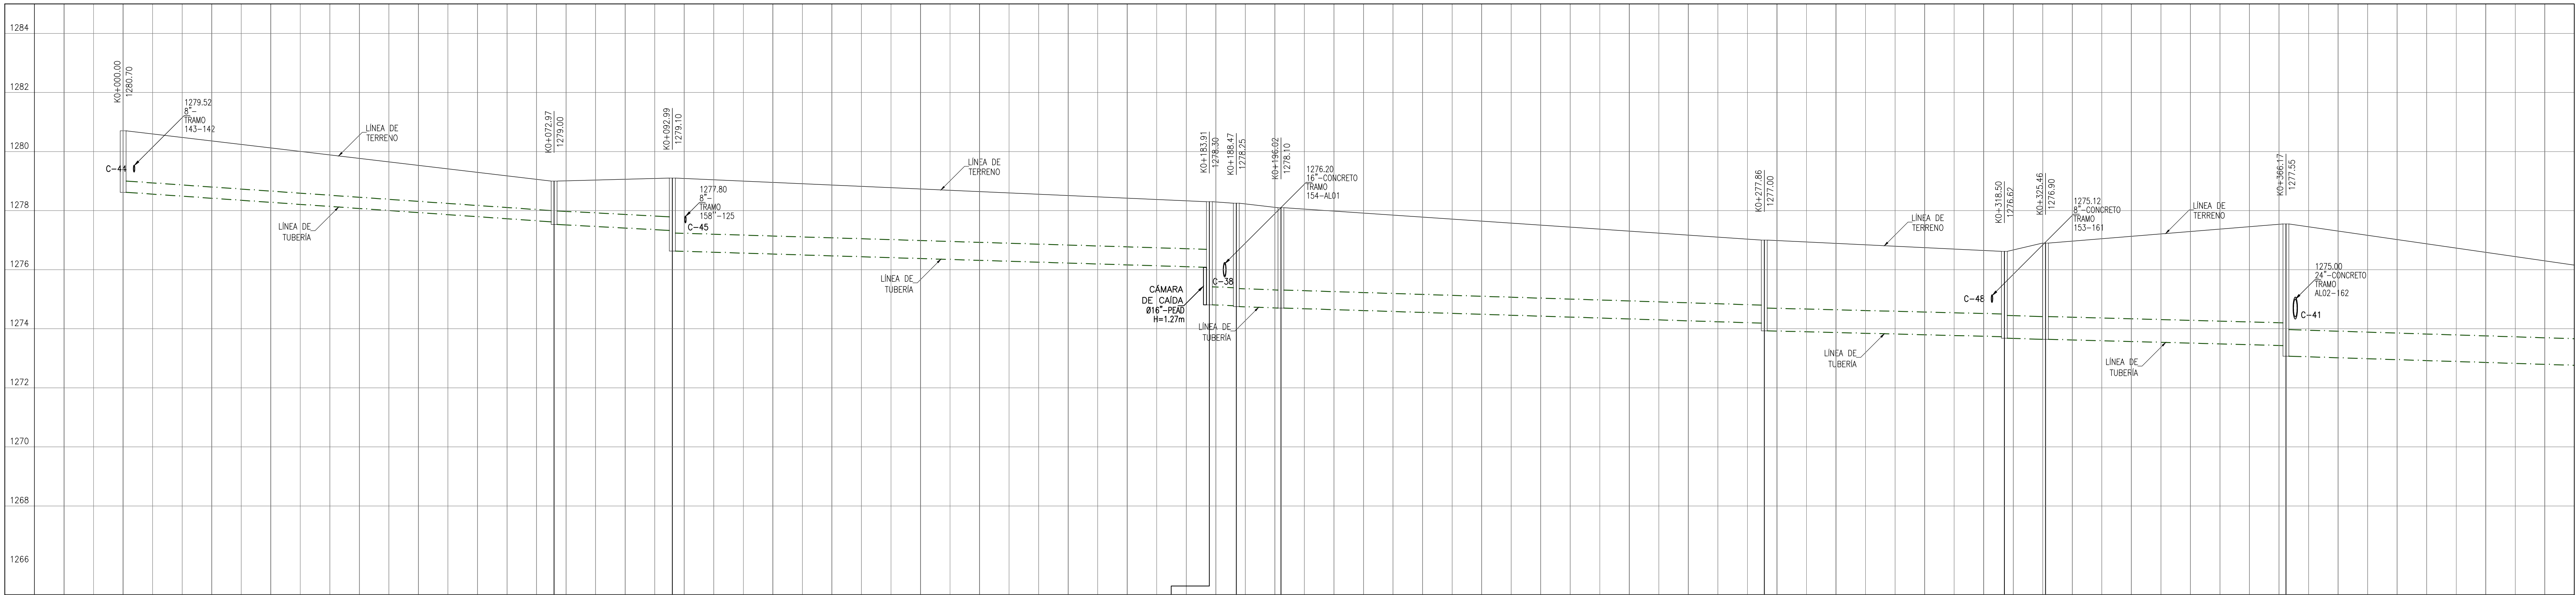 1284
1282
1280
1278
1276
1274
1272
1270
1268
1266
K0+000.00
1280.70
1279.52
8"-
TRAMO
143-142
C-44
LÍNEA DE
TERRENO
LÍNEA DE
TUBERÍA
K0+072.97
1279.00
K0+092.99
1279.10
1277.80
8"-
TRAMO
158'-125
C-45
LÍNEA DE
TERRENO
LÍNEA DE
TUBERÍA
K0+183.91
1278.30
K0+188.47
1278.25
K0+196.02
1278.10
1276.20
16"-CONCRETO
TRAMO
154-AL01
C-38
CÁMARA
DE CAÍDA
Ø16"-PEAD
H=1.27m
LÍNEA DE
TUBERÍA
K0+277.86
1277.00
LÍNEA DE
TERRENO
LÍNEA DE
TUBERÍA
K0+318.50
1276.62
K0+325.46
1276.90
1275.12
8"-CONCRETO
TRAMO
153-161
C-48
LÍNEA DE
TERRENO
LÍNEA DE
TUBERÍA
K0+366.17
1277.55
1275.00
24"-CONCRETO
TRAMO
AL02-162
C-41